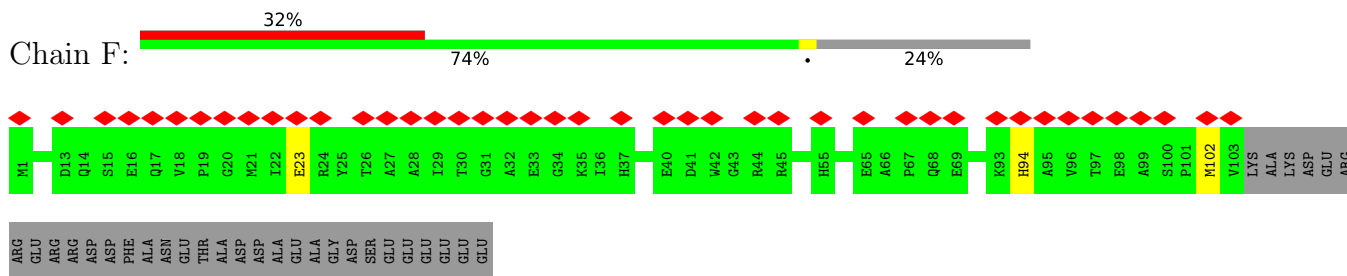 32%
Chain F:
74% • 24%
M1 D13 Q14 S15 E16 Q17 V18 P19 G20 M21 I22 E23 R24 Y25 T26 A27 A28 I29 T30 G31 A32 E33 G34 K35 I36 H37 E40 D41 W42 G43 R44 R45 H55 E65 A66 P67 Q68 E69 K93 H94 A95 V96 T97 E98 A99 S100 P101 M102 V103 LYS ALA LYS ASP GLU ARG
ARG GLU ARG ARG ASP ASP PHE ALA ASN GLU THR ALA ASP ASP ALA GLU ALA GLY ASP SER GLU GLU GLU GLU GLU GLU